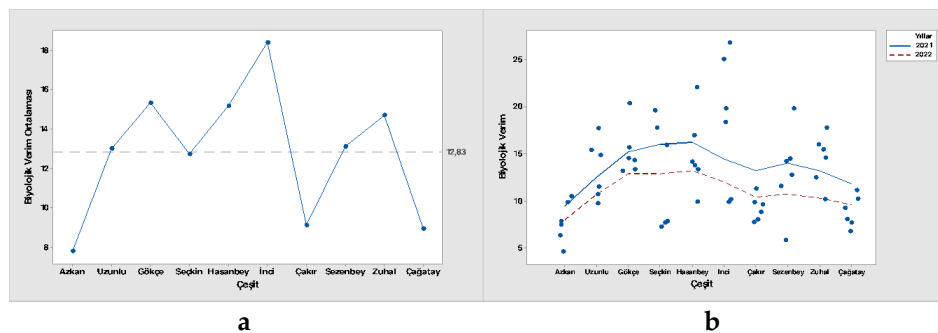 Biyolojik Verim Ortalaması
18
16
14
12
10
8
12,83
Azkan Uzunlu Gökçe Seçkin Hasanbey İnci Çakır Sezenbey Zuhal Çağatay
Çeşit
a
Biyolojik Verim
25
20
15
10
5
Azkan Uzunlu Gökçe Seçkin Hasanbey İnci Çakır Sezenbey Zuhal Çağatay
Çeşit
Yıllar
2021
2022
b